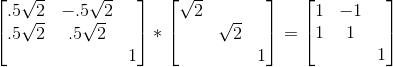 [.5√2 -.5√2  ] * [√2    ] = [1 -1  ]
[.5√2 .5√2  ] [  √2  ] [1 1  ]
[    1] [    1] [    1]